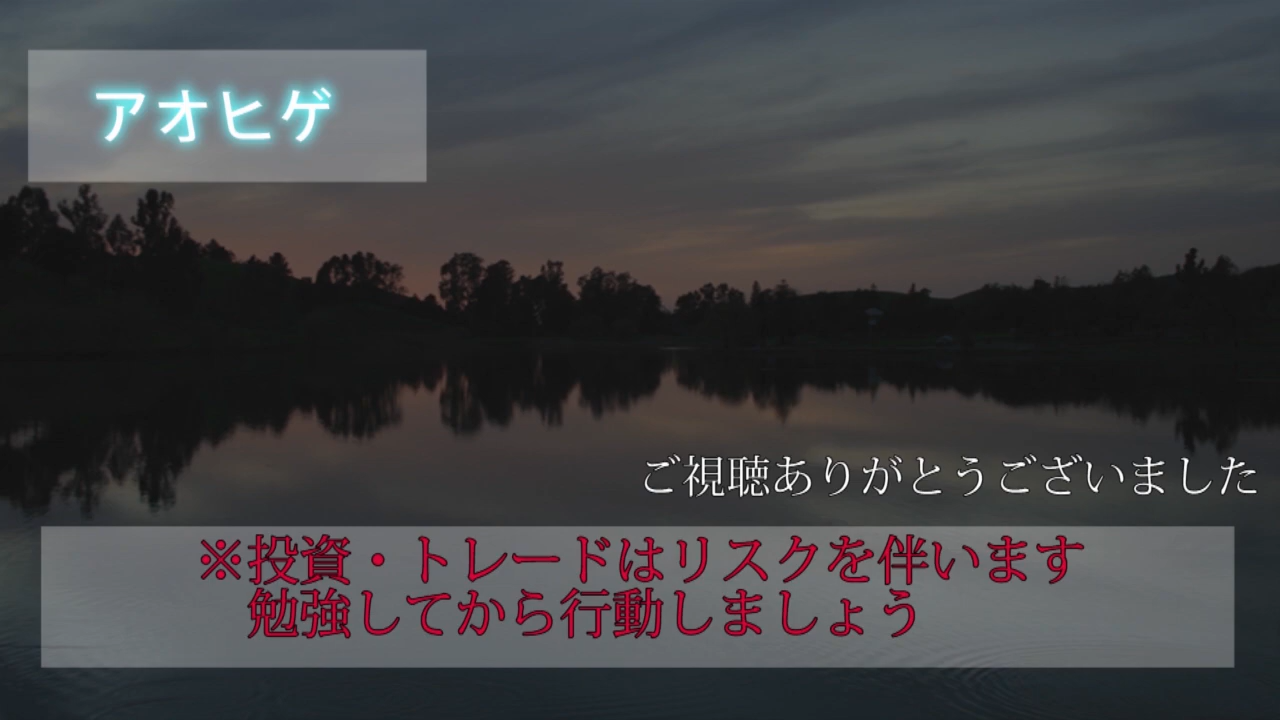 アオヒゲ
ご視聴ありがとうございました
※投資・トレードはリスクを伴います
勉強してから行動しましょう